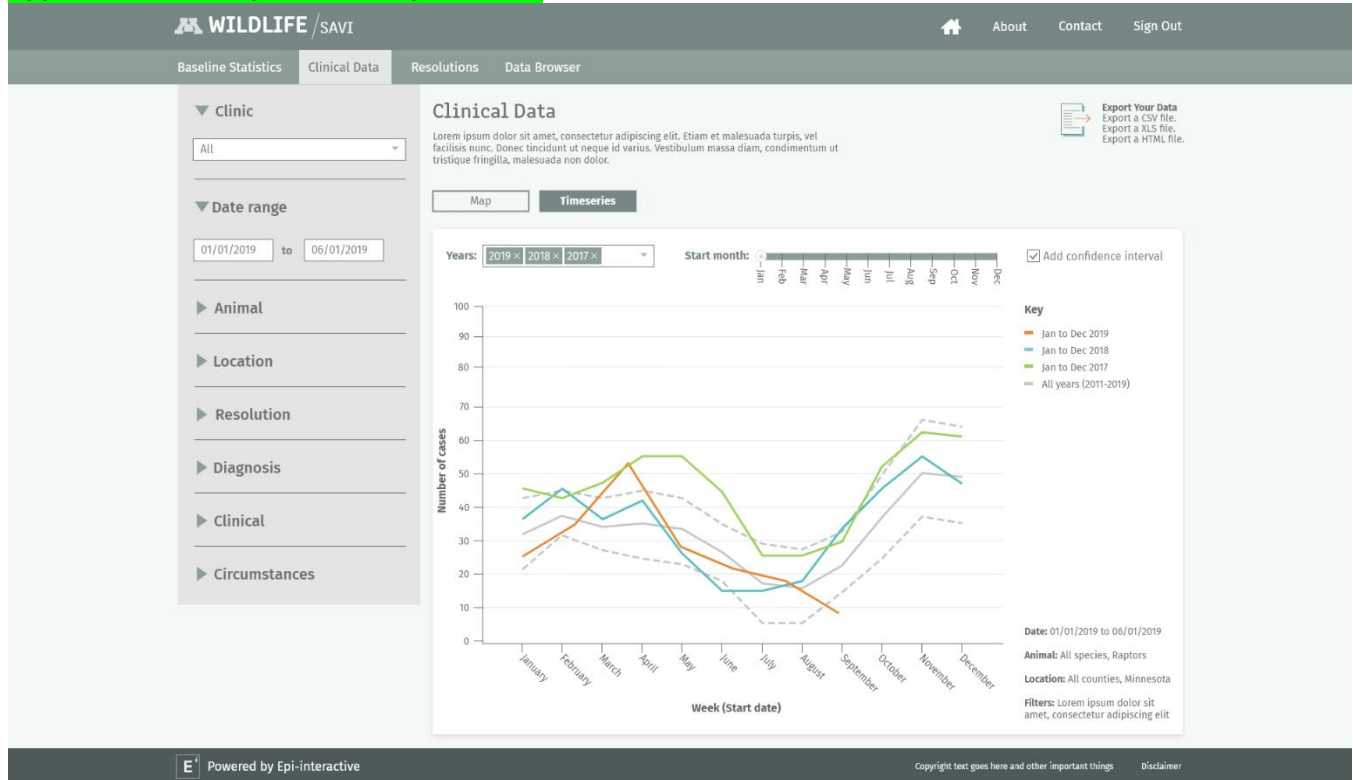 WILDLIFE / SAVI
About Contact Sign Out
Baseline Statistics Clinical Data Resolutions Data Browser
Clinic
All
Date range
01/01/2019 to 06/01/2019
Animal
Location
Resolution
Diagnosis
Clinical
Circumstances
Clinical Data
Lorem ipsum dolor sit amet, consectetur adipiscing elit. Etiam et malesuada turpis, vel
facilisis nunc. Donec tincidunt ut neque id varius. Vestibulum massa diam, condimentum ut
tristique fringilla, malesuada non dolor.
Export Your Data
Export a CSV file.
Export a XLS file.
Export a HTML file.
Map Timeseries
Years: 2019 × 2018 × 2017 ×
Start month:
Jan Feb Mar Apr May Jun Jul Aug Sep Oct Nov Dec
Add confidence interval
100
90
80
70
60
50
40
30
20
10
0
Number of cases
January February March April May June July August September October November December
Week (Start date)
Key
Jan to Dec 2019
Jan to Dec 2018
Jan to Dec 2017
All years (2011-2019)
Date: 01/01/2019 to 06/01/2019
Animal: All species, Raptors
Location: All counties, Minnesota
Filters: Lorem ipsum dolor sit
amet, consectetur adipiscing elit
E Powered by Epi-interactive
Copyright text goes here and other important things Disclaimer